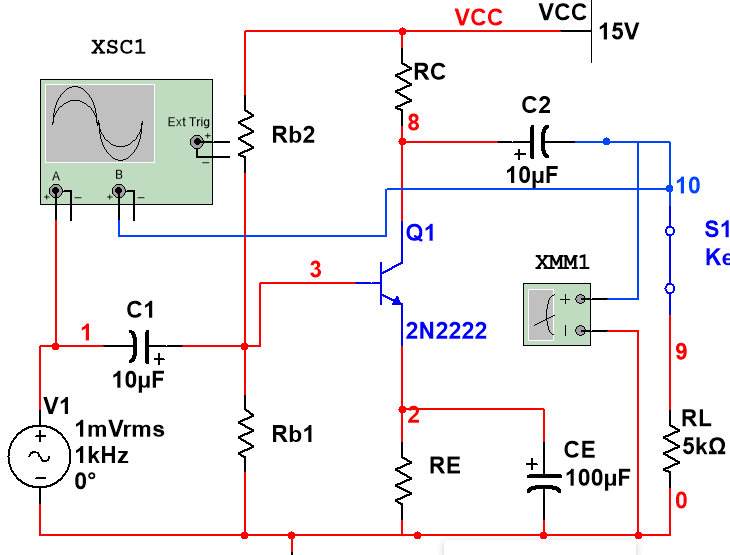 VCC
VCC
15V
XSC1
RC
Ext Trig
+
−
A
B
+
−
+
−
Rb2
8
C2
+
10µF
10
Q1
S1
Ke
3
XMM1
+
−
2N2222
C1
1
+
10µF
9
2
V1
+
−
1mVrms
1kHz
0°
Rb1
RE
CE
+
100µF
RL
5kΩ
0